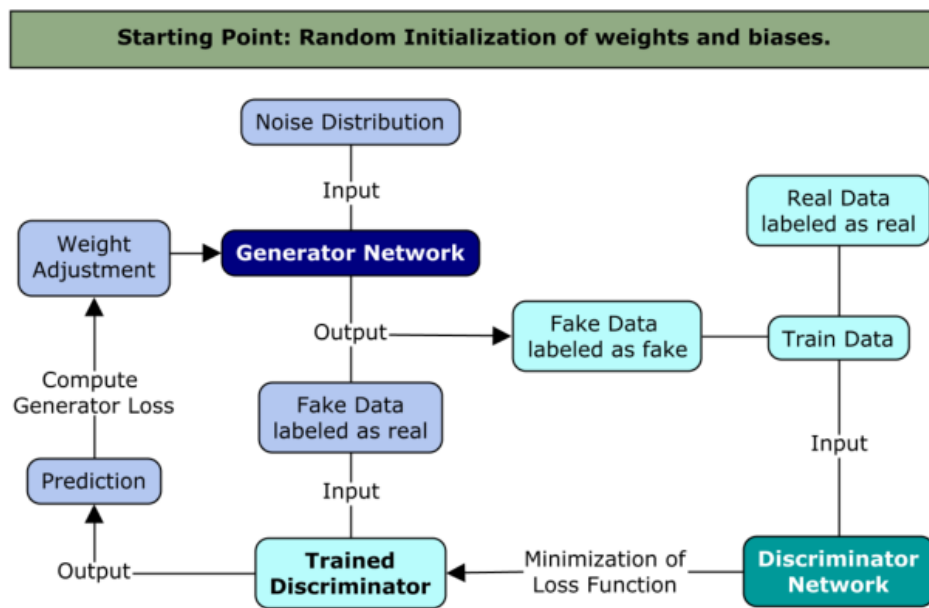 Starting Point: Random Initialization of weights and biases.
Noise Distribution
Input
Real Data
labeled as real
Weight
Adjustment
Generator Network
Output
Fake Data
labeled as fake
Train Data
Compute
Generator Loss
Fake Data
labeled as real
Input
Prediction
Input
Output
Trained
Discriminator
Minimization of
Loss Function
Discriminator
Network